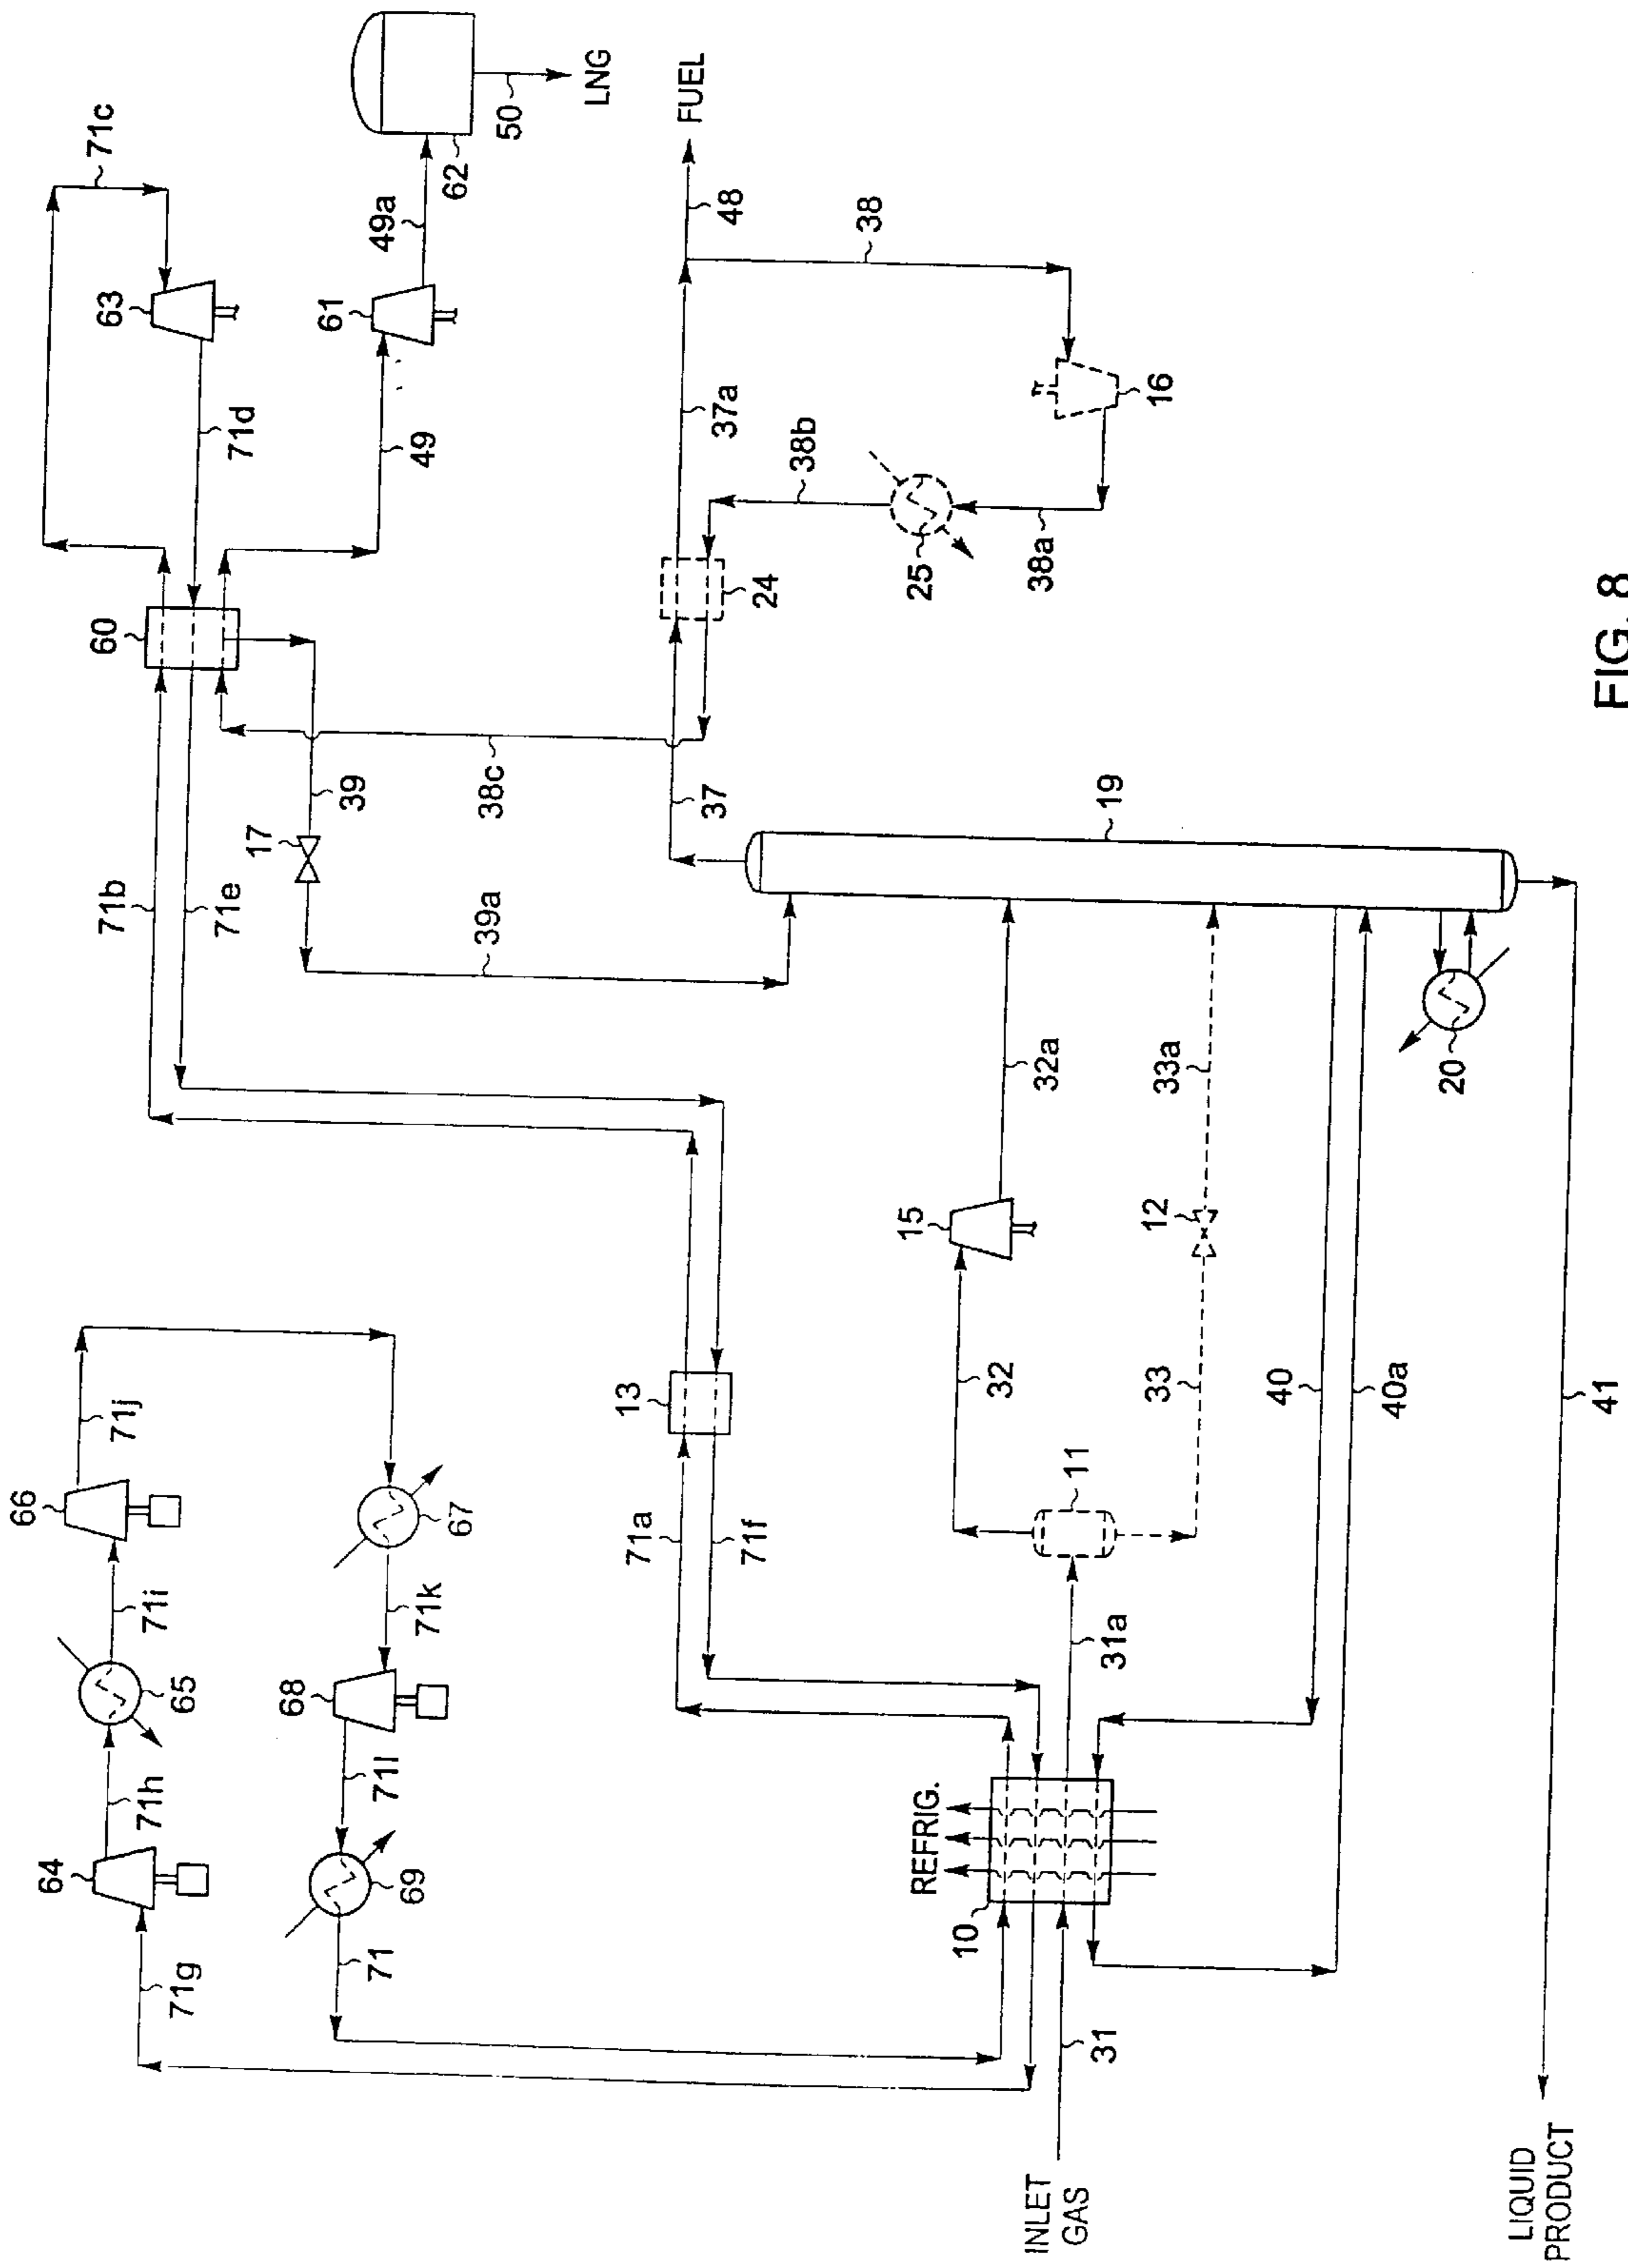 66
71j
71i
65
71h
64
71g
67
71k
68
71l
69
71
71c
63
71d
60
61
49a
62
50
LNG
49
71b
71e
17
39
39a
38c
37
24
37a
48
FUEL
38
38b
25
38a
16
13
71a
71f
15
32
32a
19
11
12
33
33a
REFRIG.
10
31a
40
40a
20
31
INLET
GAS
41
LIQUID
PRODUCT
FIG. 8